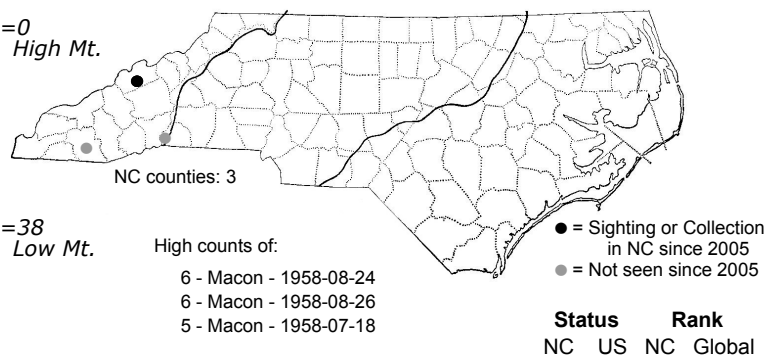 =0
High Mt.
NC counties: 3
=38
Low Mt.
High counts of:
6 - Macon - 1958-08-24
6 - Macon - 1958-08-26
5 - Macon - 1958-07-18
● = Sighting or Collection
in NC since 2005
● = Not seen since 2005
Status Rank
NC US NC Global